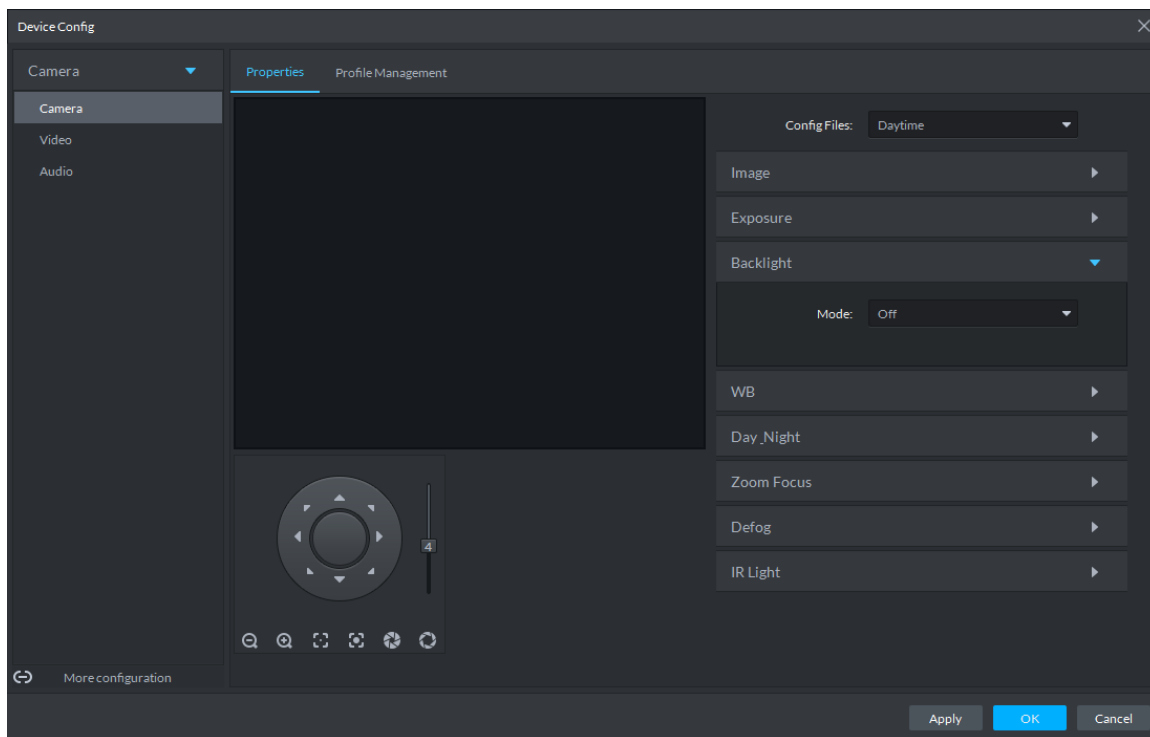 Device Config
Camera
Camera
Video
Audio
More configuration
Properties
Profile Management
Config Files: Daytime
Image
Exposure
Backlight
Mode: Off
WB
Day_Night
Zoom Focus
Defog
IR Light
4
Apply
OK
Cancel